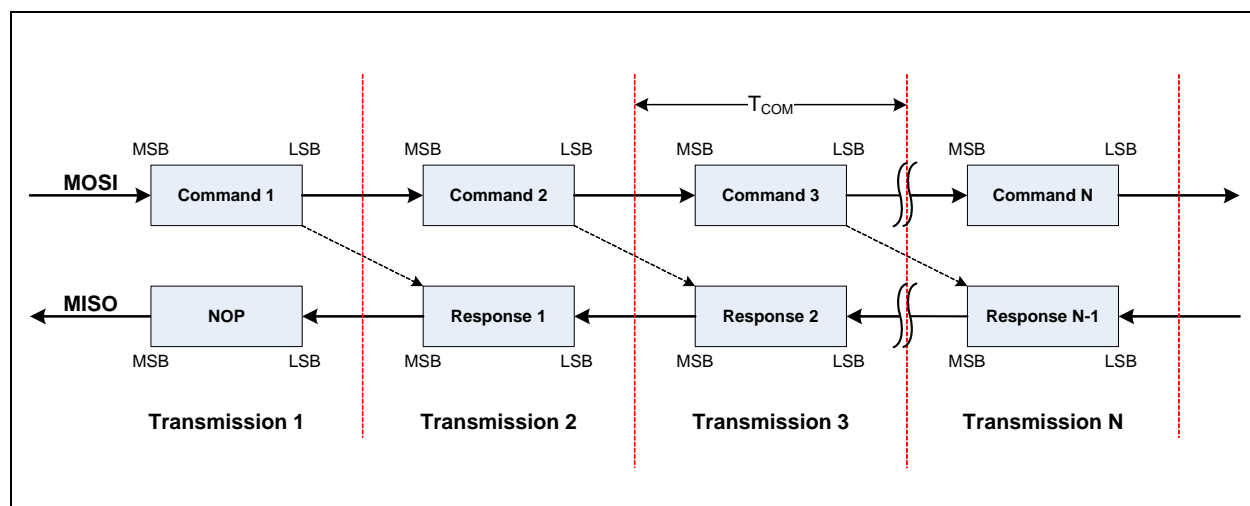 T_COM
MSB LSB MSB LSB MSB LSB MSB LSB
MOSI Command 1 Command 2 Command 3 Command N
MISO NOP Response 1 Response 2 Response N-1
MSB LSB MSB LSB MSB LSB MSB LSB
Transmission 1 Transmission 2 Transmission 3 Transmission N